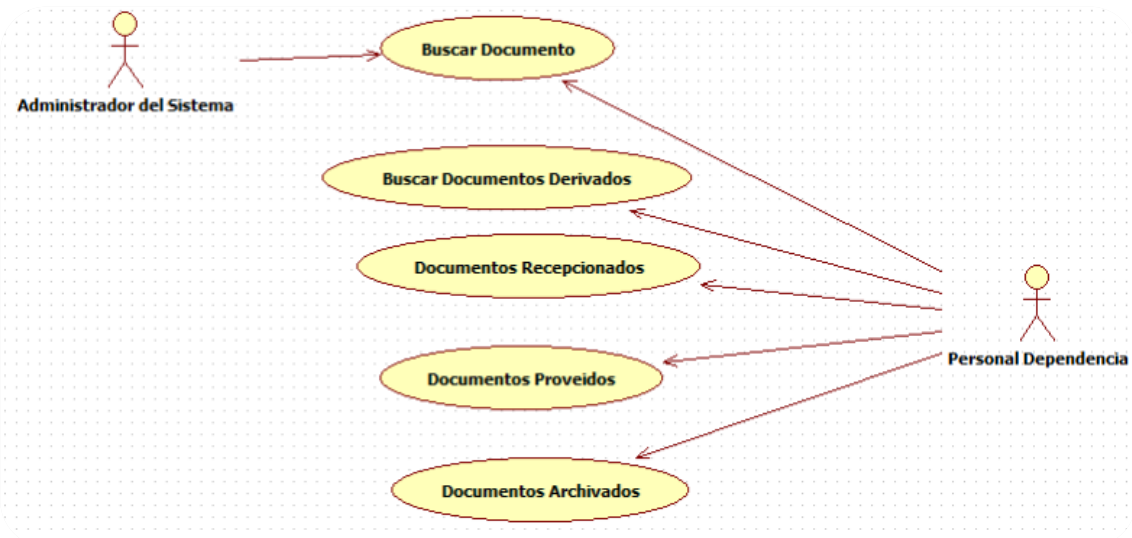 Buscar Documento
Administrador del Sistema
Buscar Documentos Derivados
Documentos Recepcionados
Personal Dependencia
Documentos Proveidos
Documentos Archivados